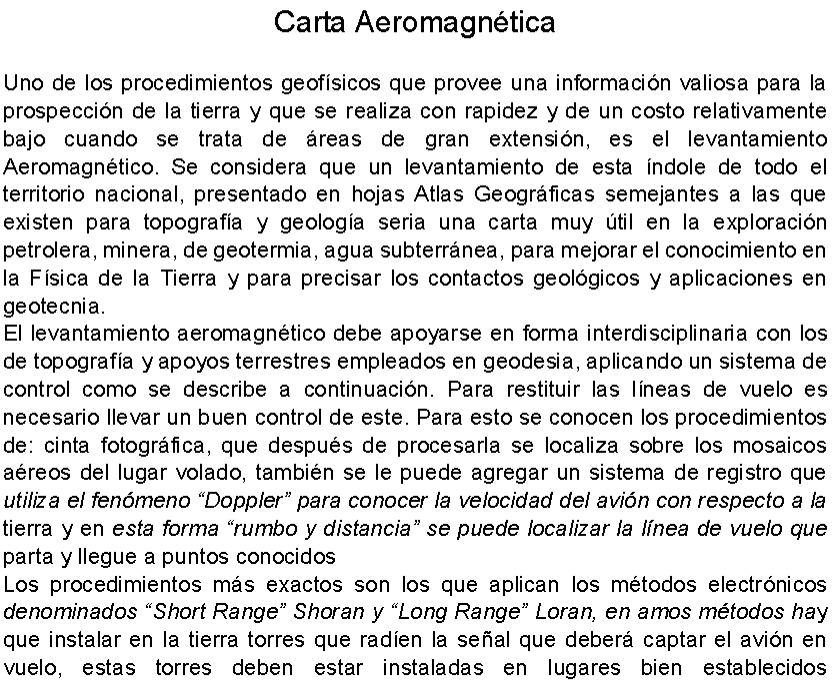 Carta Aeromagnética
Uno de los procedimientos geofísicos que provee una información valiosa para la
prospección de la tierra y que se realiza con rapidez y de un costo relativamente
bajo cuando se trata de áreas de gran extensión, es el levantamiento
Aeromagnético. Se considera que un levantamiento de esta índole de todo el
territorio nacional, presentado en hojas Atlas Geográficas semejantes a las que
existen para topografía y geología seria una carta muy útil en la exploración
petrolera, minera, de geotermia, agua subterránea, para mejorar el conocimiento en
la Física de la Tierra y para precisar los contactos geológicos y aplicaciones en
geotecnia.
El levantamiento aeromagnético debe apoyarse en forma interdisciplinaria con los
de topografía y apoyos terrestres empleados en geodesia, aplicando un sistema de
control como se describe a continuación. Para restituir las líneas de vuelo es
necesario llevar un buen control de este. Para esto se conocen los procedimientos
de: cinta fotográfica, que después de procesarla se localiza sobre los mosaicos
aéreos del lugar volado, también se le puede agregar un sistema de registro que
utiliza el fenómeno “Doppler” para conocer la velocidad del avión con respecto a la
tierra y en esta forma “rumbo y distancia” se puede localizar la línea de vuelo que
parta y llegue a puntos conocidos
Los procedimientos más exactos son los que aplican los métodos electrónicos
denominados “Short Range” Shoran y “Long Range” Loran, en amos métodos hay
que instalar en la tierra torres que radíen la señal que deberá captar el avión en
vuelo, estas torres deben estar instaladas en lugares bien establecidos